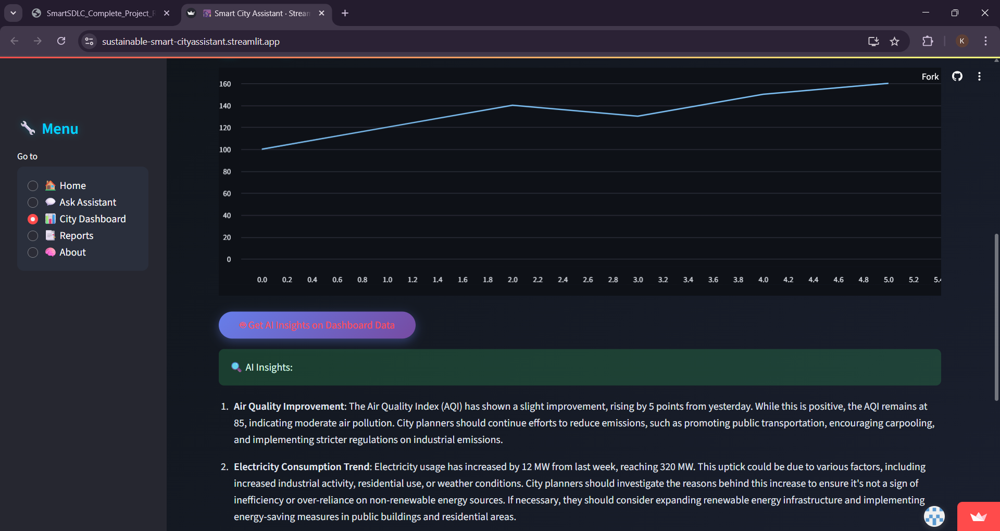 SmartSDLC_Complete_Project_R
Smart City Assistant · Stream
sustainable-smart-cityassistant.streamlit.app
K
Fork
Menu
Go to
Home
Ask Assistant
City Dashboard
Reports
About
160
140
120
100
80
60
40
20
0
0.0 0.2 0.4 0.6 0.8 1.0 1.2 1.4 1.6 1.8 2.0 2.2 2.4 2.6 2.8 3.0 3.2 3.4 3.6 3.8 4.0 4.2 4.4 4.6 4.8 5.0 5.2 5.4
Get AI Insights on Dashboard Data
AI Insights:
1. Air Quality Improvement: The Air Quality Index (AQI) has shown a slight improvement, rising by 5 points from yesterday. While this is positive, the AQI remains at
85, indicating moderate air pollution. City planners should continue efforts to reduce emissions, such as promoting public transportation, encouraging carpooling,
and implementing stricter regulations on industrial emissions.
2. Electricity Consumption Trend: Electricity usage has increased by 12 MW from last week, reaching 320 MW. This uptick could be due to various factors, including
increased industrial activity, residential use, or weather conditions. City planners should investigate the reasons behind this increase to ensure it's not a sign of
inefficiency or over-reliance on non-renewable energy sources. If necessary, they should consider expanding renewable energy infrastructure and implementing
energy-saving measures in public buildings and residential areas.